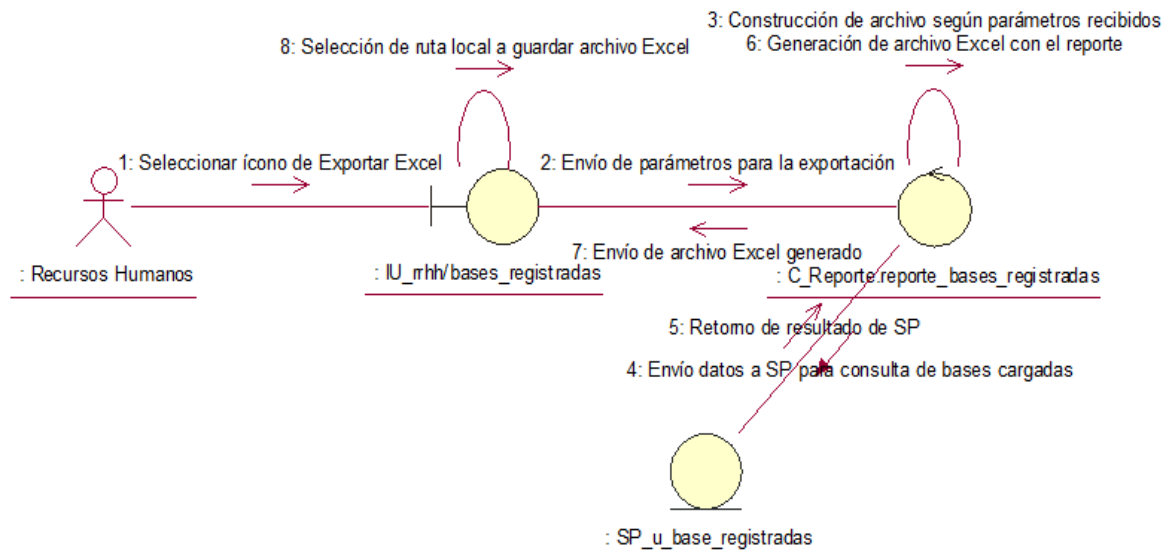 3: Construcción de archivo según parámetros recibidos
8: Selección de ruta local a guardar archivo Excel
6: Generación de archivo Excel con el reporte
1: Seleccionar ícono de Exportar Excel
2: Envío de parámetros para la exportación
7: Envío de archivo Excel generado
: Recursos Humanos
: IU_rrhh/bases_registradas
: C_Reporte.reporte_bases_registradas
5: Retorno de resultado de SP
4: Envío datos a SP para consulta de bases cargadas
: SP_u_base_registradas